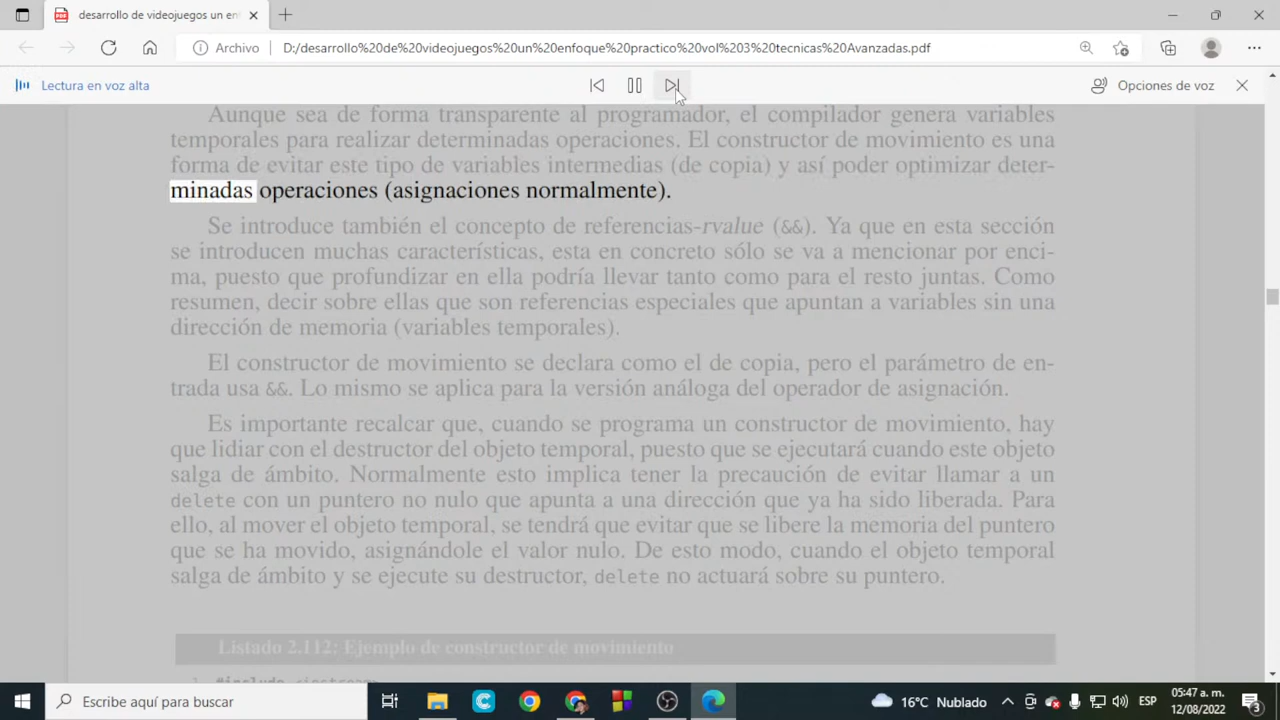 desarrollo de videojuegos un en
Archivo
D:/desarrollo%20de%20videojuegos%20un%20enfoque%20practico%20vol%203%20tecnicas%20Avanzadas.pdf
Lectura en voz alta
Opciones de voz
Aunque sea de forma transparente al programador, el compilador genera variables
temporales para realizar determinadas operaciones. El constructor de movimiento es una
forma de evitar este tipo de variables intermedias (de copia) y así poder optimizar deter-
minadas operaciones (asignaciones normalmente).
Se introduce también el concepto de referencias-rvalue (&&). Ya que en esta sección
se introducen muchas características, esta en concreto sólo se va a mencionar por enci-
ma, puesto que profundizar en ella podría llevar tanto como para el resto juntas. Como
resumen, decir sobre ellas que son referencias especiales que apuntan a variables sin una
dirección de memoria (variables temporales).
El constructor de movimiento se declara como el de copia, pero el parámetro de en-
trada usa &&. Lo mismo se aplica para la versión análoga del operador de asignación.
Es importante recalcar que, cuando se programa un constructor de movimiento, hay
que lidiar con el destructor del objeto temporal, puesto que se ejecutará cuando este objeto
salga de ámbito. Normalmente esto implica tener la precaución de evitar llamar a un
delete con un puntero no nulo que apunta a una dirección que ya ha sido liberada. Para
ello, al mover el objeto temporal, se tendrá que evitar que se libere la memoria del puntero
que se ha movido, asignándole el valor nulo. De esto modo, cuando el objeto temporal
salga de ámbito y se ejecute su destructor, delete no actuará sobre su puntero.
Listado 2.112: Ejemplo de constructor de movimiento
1 #include <iostream>
Escribe aquí para buscar
16°C Nublado
ESP
05:47 a. m.
12/08/2022
3